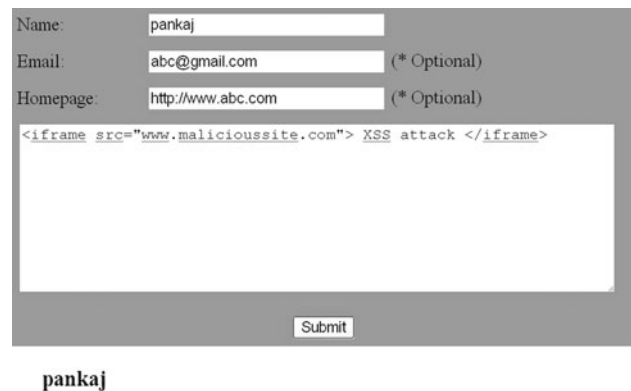 Name: pankaj
Email: abc@gmail.com (* Optional)
Homepage: http://www.abc.com (* Optional)
<iframe src="www.malicioussite.com"> XSS attack </iframe>
Submit
pankaj